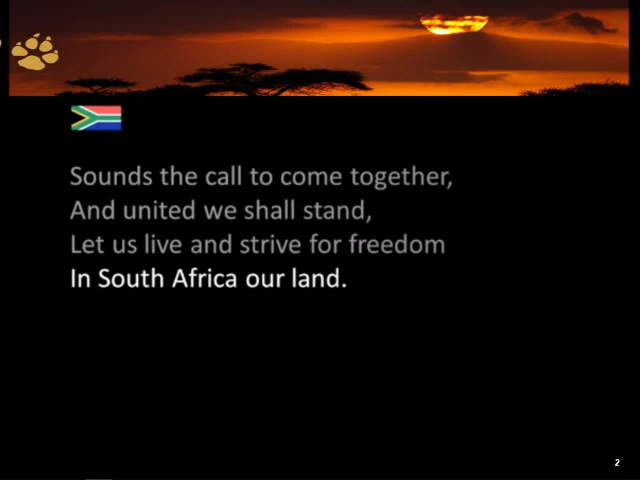 Sounds the call to come together,
And united we shall stand,
Let us live and strive for freedom
In South Africa our land.
2